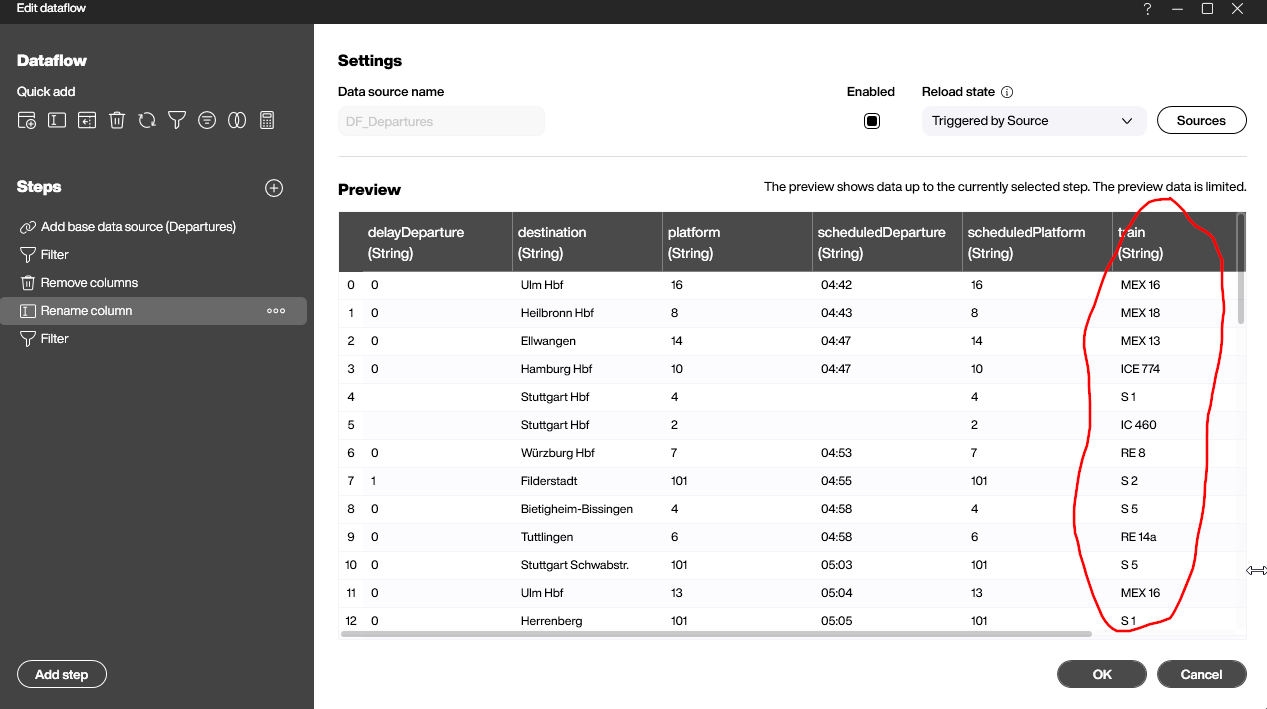 Edit dataflow
?
Dataflow
Quick add
Steps
Add base data source (Departures)
Filter
Remove columns
Rename column
Filter
Add step
Settings
Data source name
DF_Departures
Enabled
Reload state
Triggered by Source
Sources
Preview
The preview shows data up to the currently selected step. The preview data is limited.
delayDeparture (String) destination (String) platform (String) scheduledDeparture (String) scheduledPlatform (String) train (String)
0 0 Ulm Hbf 16 04:42 16 MEX 16
1 0 Heilbronn Hbf 8 04:43 8 MEX 18
2 0 Ellwangen 14 04:47 14 MEX 13
3 0 Hamburg Hbf 10 04:47 10 ICE 774
4 Stuttgart Hbf 4 4 S 1
5 Stuttgart Hbf 2 2 IC 460
6 0 Würzburg Hbf 7 04:53 7 RE 8
7 1 Filderstadt 101 04:55 101 S 2
8 0 Bietigheim-Bissingen 4 04:58 4 S 5
9 0 Tuttlingen 6 04:58 6 RE 14a
10 0 Stuttgart Schwabstr. 101 05:03 101 S 5
11 0 Ulm Hbf 13 05:04 13 MEX 16
12 0 Herrenberg 101 05:05 101 S 1
OK
Cancel